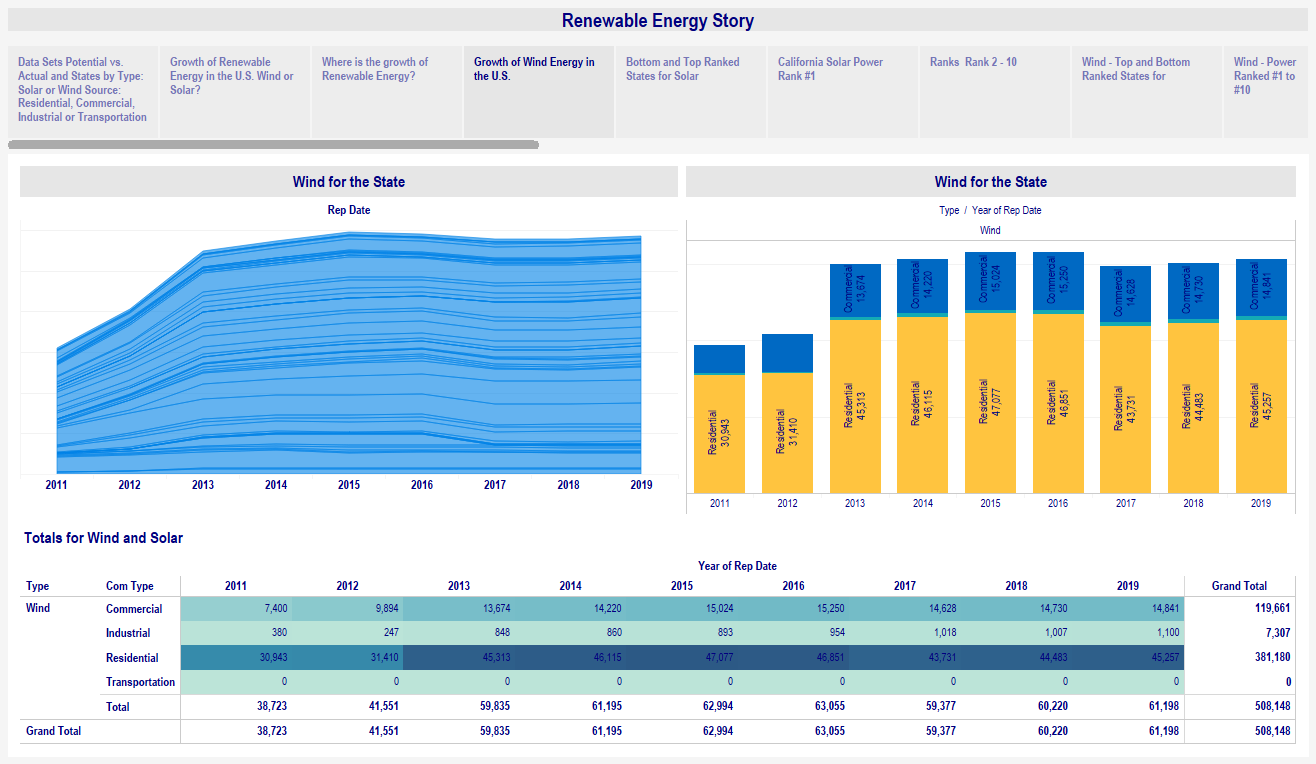 Renewable Energy Story
Data Sets Potential vs.
Actual and States by Type:
Solar or Wind Source:
Residential, Commercial,
Industrial or Transportation
Growth of Renewable
Energy in the U.S. Wind or
Solar?
Where is the growth of
Renewable Energy?
Growth of Wind Energy in
the U.S.
Bottom and Top Ranked
States for Solar
California Solar Power
Rank #1
Ranks Rank 2 - 10
Wind - Top and Bottom
Ranked States for
Wind - Power
Ranked #1 to
#10
Wind for the State
Rep Date
2011 2012 2013 2014 2015 2016 2017 2018 2019
Wind for the State
Type / Year of Rep Date
Wind
Commercial
13,674
Commercial
14,220
Commercial
15,024
Commercial
15,250
Commercial
14,628
Commercial
14,730
Commercial
14,841
Residential
30,943
Residential
31,410
Residential
45,313
Residential
46,115
Residential
47,077
Residential
46,851
Residential
43,731
Residential
44,483
Residential
45,257
2011 2012 2013 2014 2015 2016 2017 2018 2019
Totals for Wind and Solar
Year of Rep Date
Type Com Type 2011 2012 2013 2014 2015 2016 2017 2018 2019 Grand Total
Wind Commercial 7,400 9,894 13,674 14,220 15,024 15,250 14,628 14,730 14,841 119,661
Industrial 380 247 848 860 893 954 1,018 1,007 1,100 7,307
Residential 30,943 31,410 45,313 46,115 47,077 46,851 43,731 44,483 45,257 381,180
Transportation 0 0 0 0 0 0 0 0 0 0
Total 38,723 41,551 59,835 61,195 62,994 63,055 59,377 60,220 61,198 508,148
Grand Total 38,723 41,551 59,835 61,195 62,994 63,055 59,377 60,220 61,198 508,148